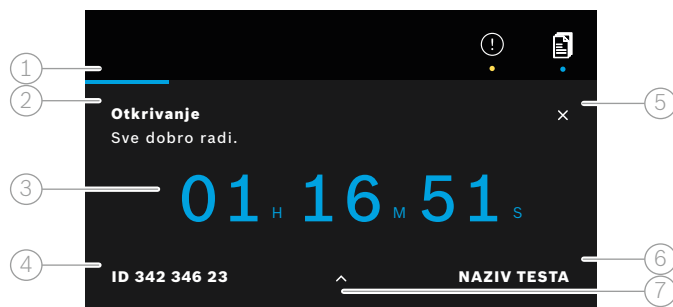 1
2
Otkrivanje
5
Sve dobro radi.
3
01 H 16 M 51 S
4
6
ID 342 346 23
NAZIV TESTA
7